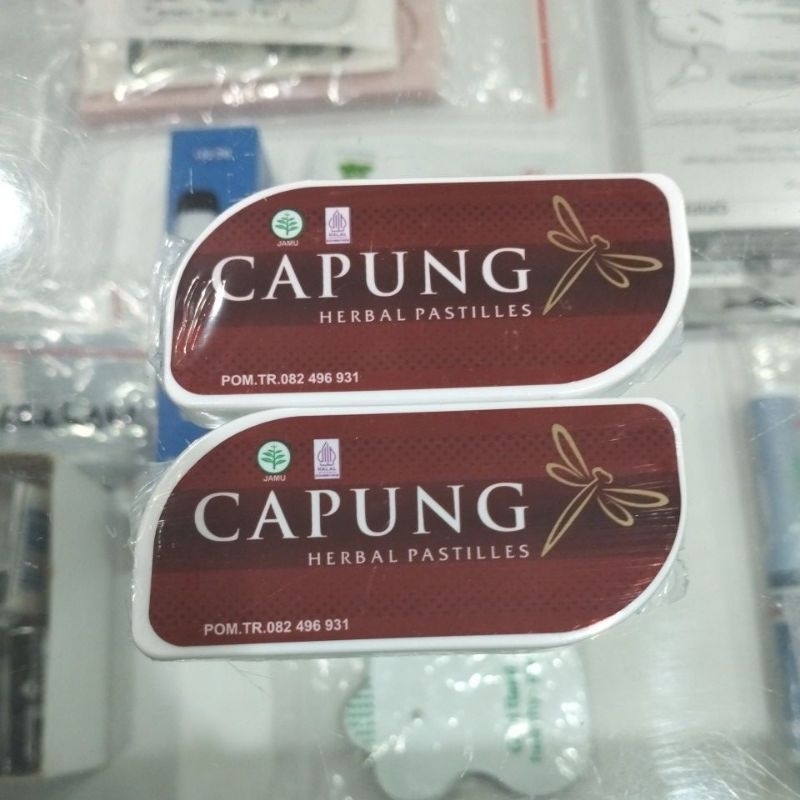 JAMU
HALAL
CAPUNG
HERBAL PASTILLES
POM.TR.082 496 931
JAMU
HALAL
CAPUNG
HERBAL PASTILLES
POM.TR.082 496 931